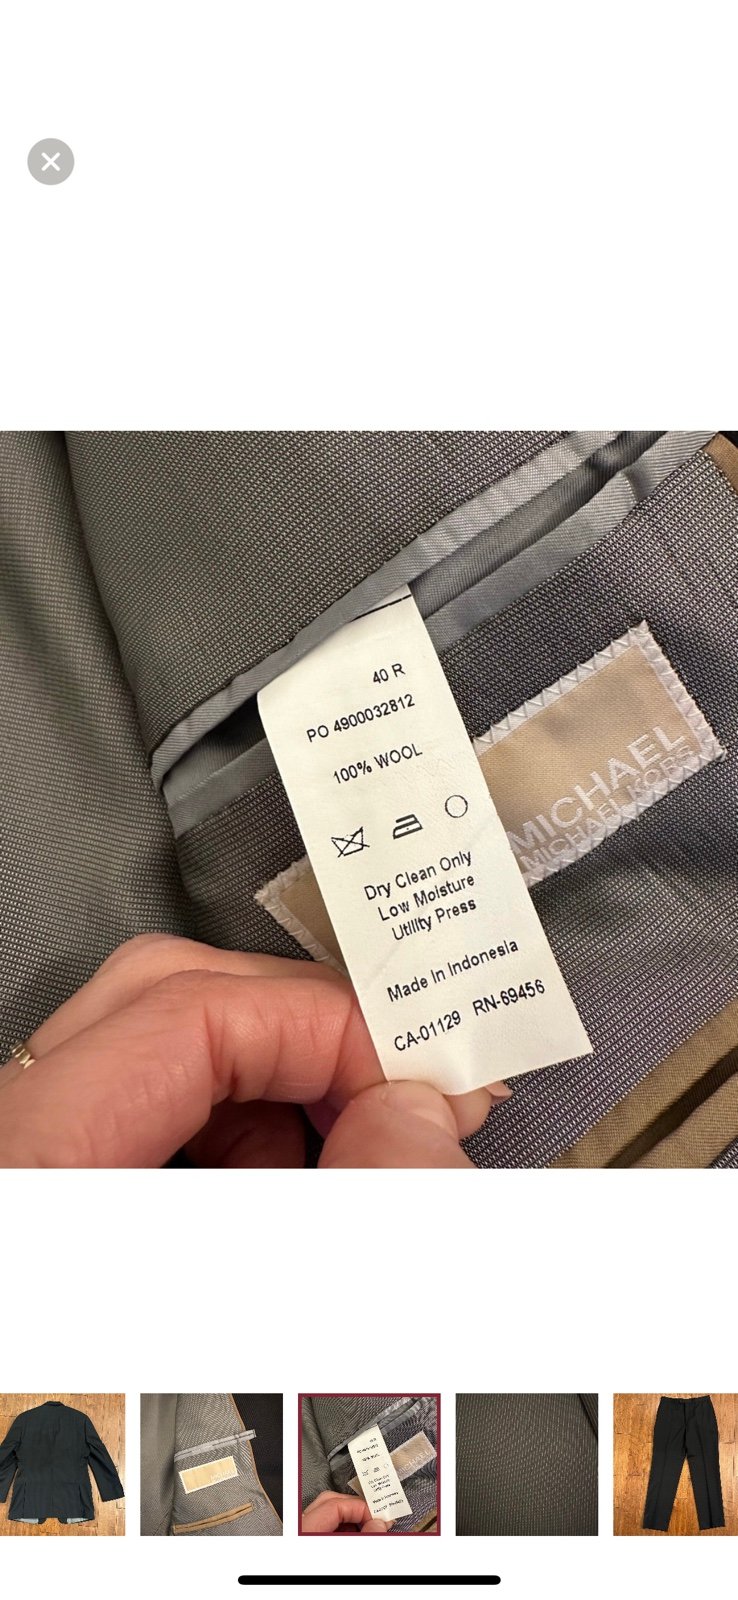 40 R
PO 4900032812
100% WOOL
Dry Clean Only
Low Moisture
Utility Press
Made In Indonesia
CA-01129 RN-69456
MICHAEL
MICHAEL KORS